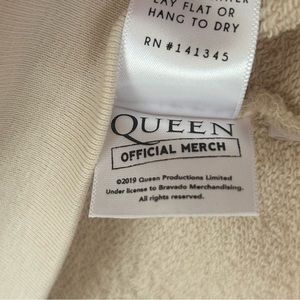 LAY FLAT OR
HANG TO DRY
RN #141345
QUEEN
OFFICIAL MERCH
©2019 Queen Productions Limited
Under license to Bravado Merchandising.
All rights reserved.